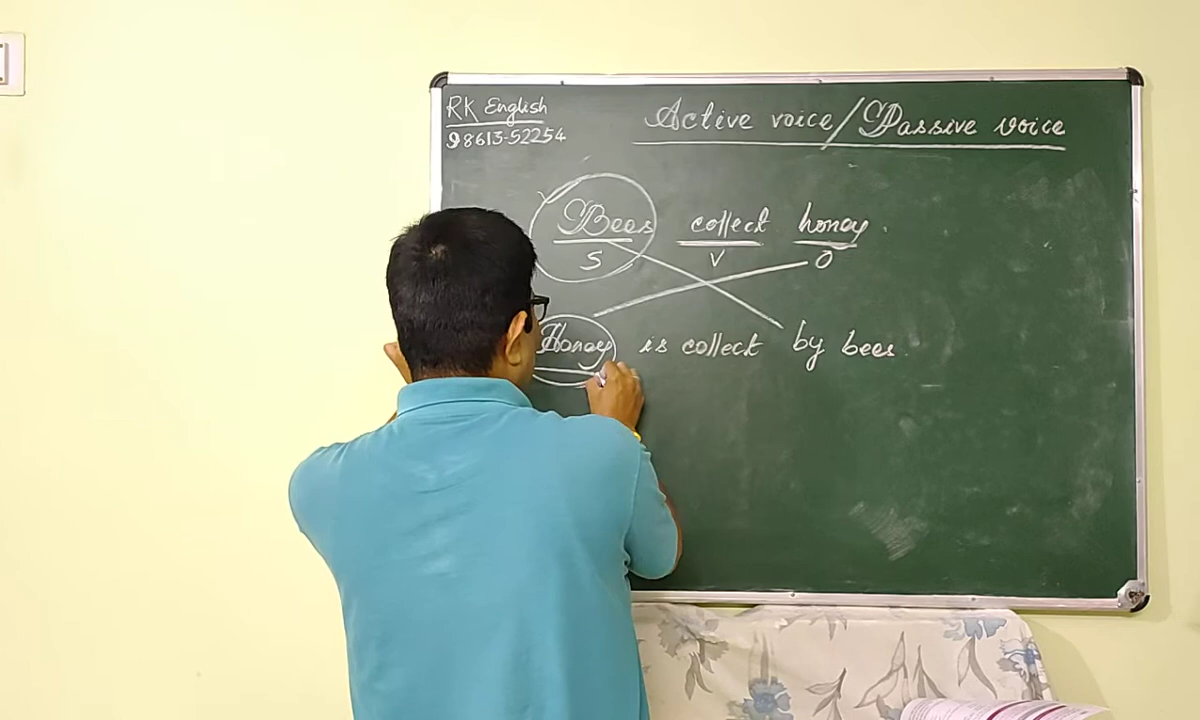 RK English
98613-52254
Active voice/Passive voice
Bees collect honey.
S V O
Honey is collect by bees.